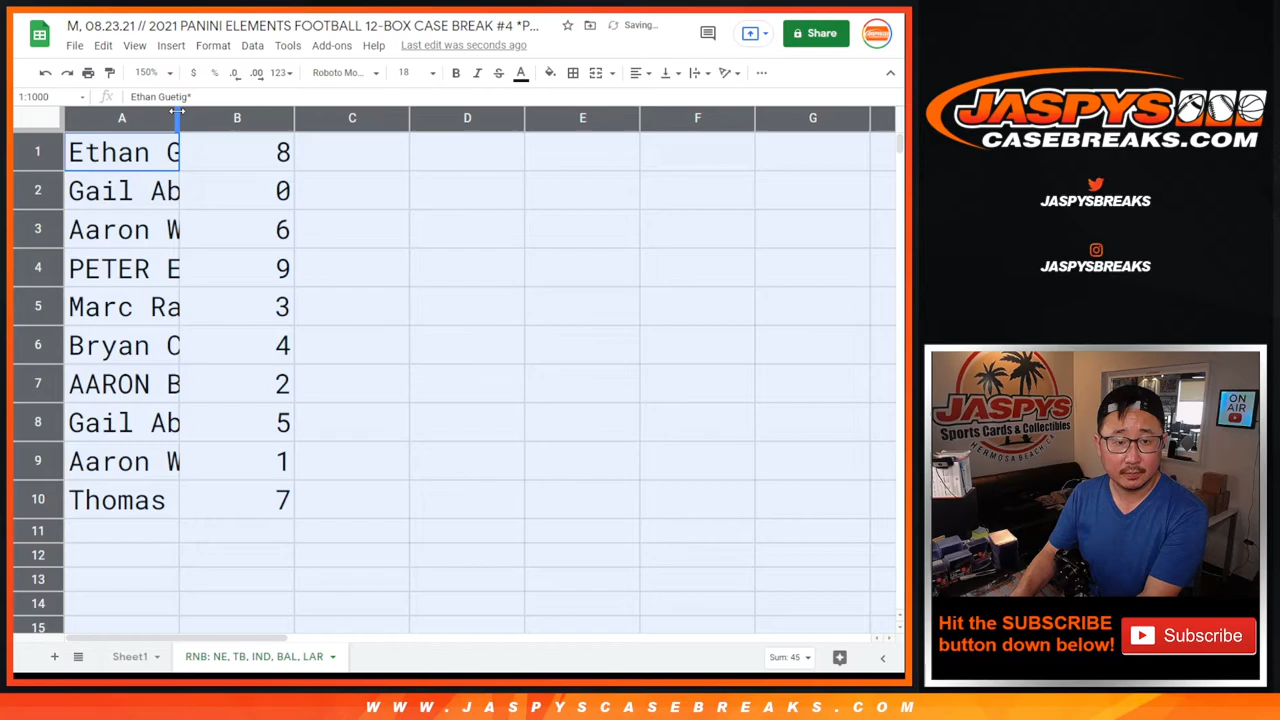 M, 08.23.21 // 2021 PANINI ELEMENTS FOOTBALL 12-BOX CASE BREAK #4 *P...
Saving...
File Edit View Insert Format Data Tools Add-ons Help Last edit was seconds ago
Share
150% $ % .0 .00 123 Roboto Mo... 18 B I S A
1:1000 fx Ethan Guetig*
A B C D E F G
1 Ethan G 8
2 Gail Ab 0
3 Aaron W 6
4 PETER E 9
5 Marc Ra 3
6 Bryan C 4
7 AARON B 2
8 Gail Ab 5
9 Aaron W 1
10 Thomas 7
11
12
13
14
15
Sheet1 RNB: NE, TB, IND, BAL, LAR Sum: 45
JASPYS
CASEBREAKS.COM
JASPYSBREAKS
JASPYSBREAKS
JASPYS
Sports Cards & Collectibles
HERMOSA BEACH, CA
ON AIR
Hit the SUBSCRIBE
button down below!
Subscribe
WWW.JASPYSCASEBREAKS.COM